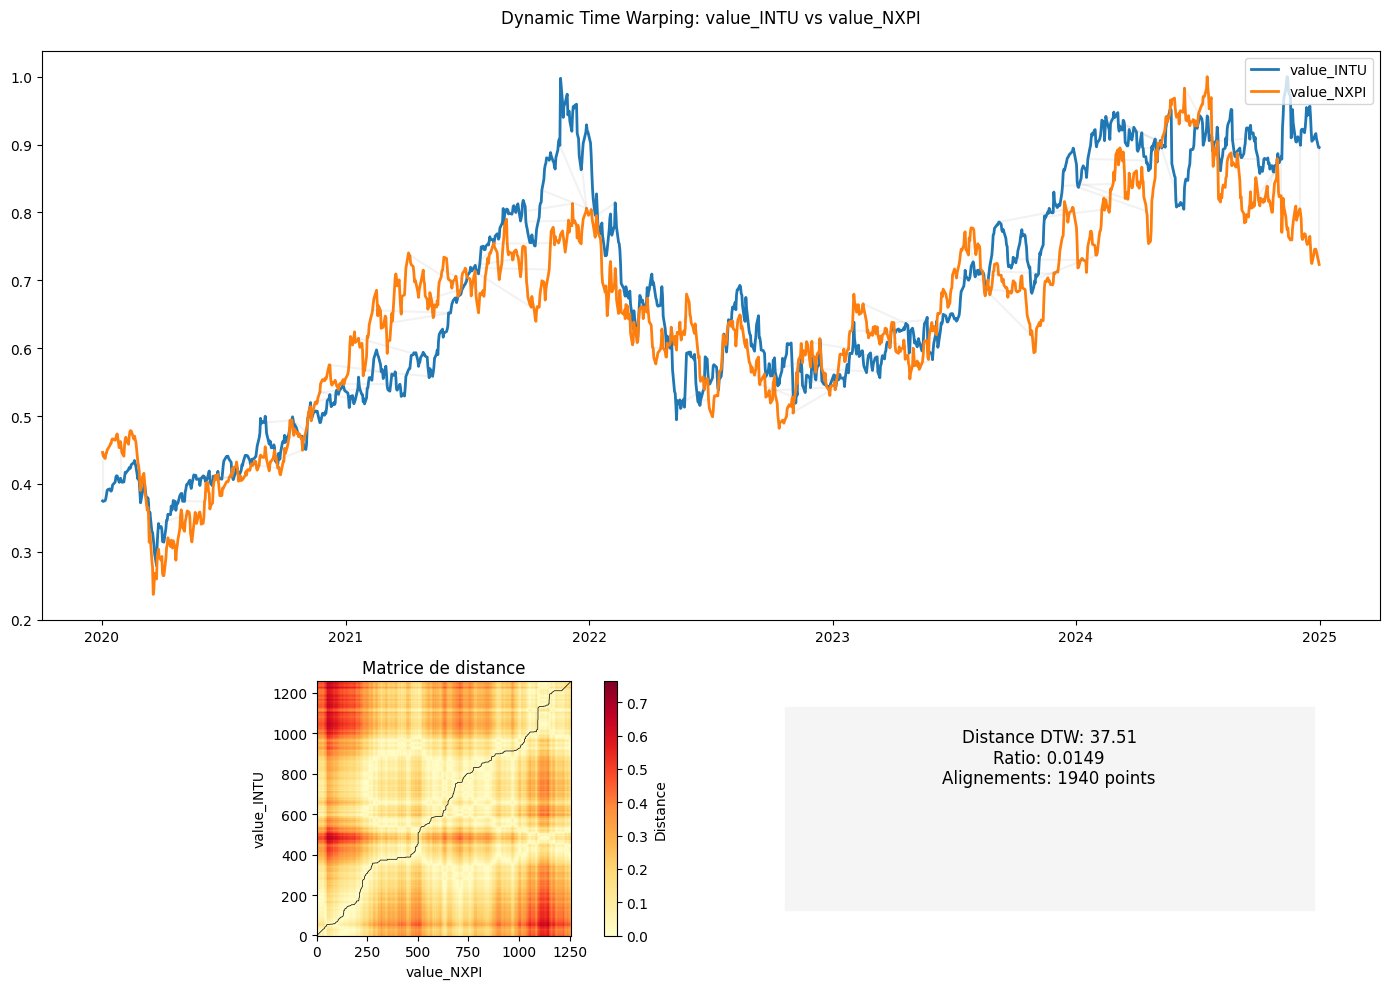 Dynamic Time Warping: value_INTU vs value_NXPI
value_INTU
value_NXPI
1.0
0.9
0.8
0.7
0.6
0.5
0.4
0.3
0.2
2020 2021 2022 2023 2024 2025
Matrice de distance
1200
1000
800
600
400
200
0
value_INTU
0 250 500 750 1000 1250
value_NXPI
0.7
0.6
0.5
0.4
0.3
0.2
0.1
0.0
Distance
Distance DTW: 37.51
Ratio: 0.0149
Alignements: 1940 points